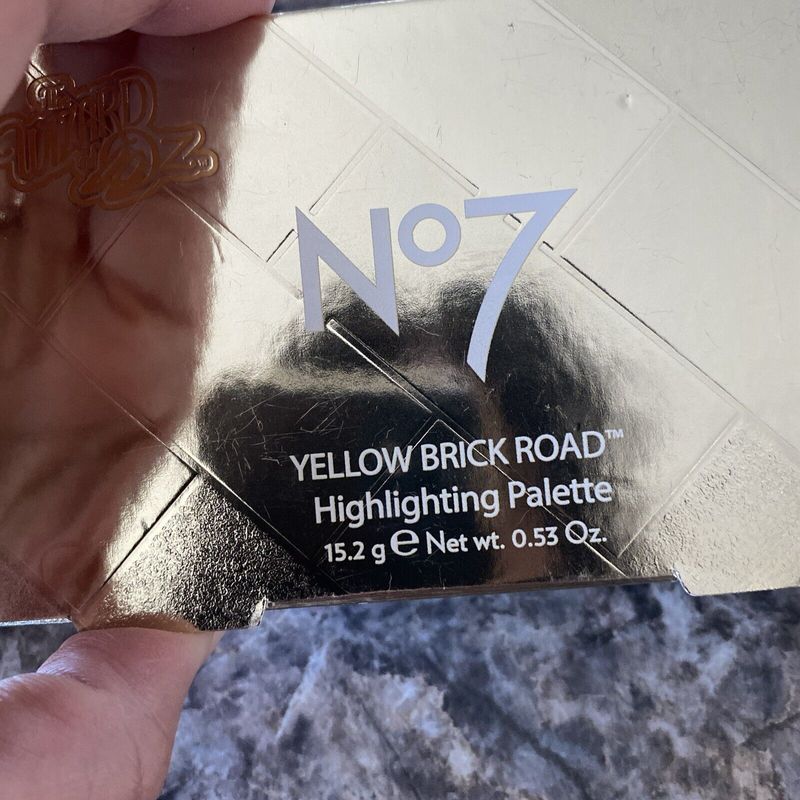 The
WIZARD
of OZ
No7
YELLOW BRICK ROAD™
Highlighting Palette
15.2 g ℮ Net wt. 0.53 Oz.